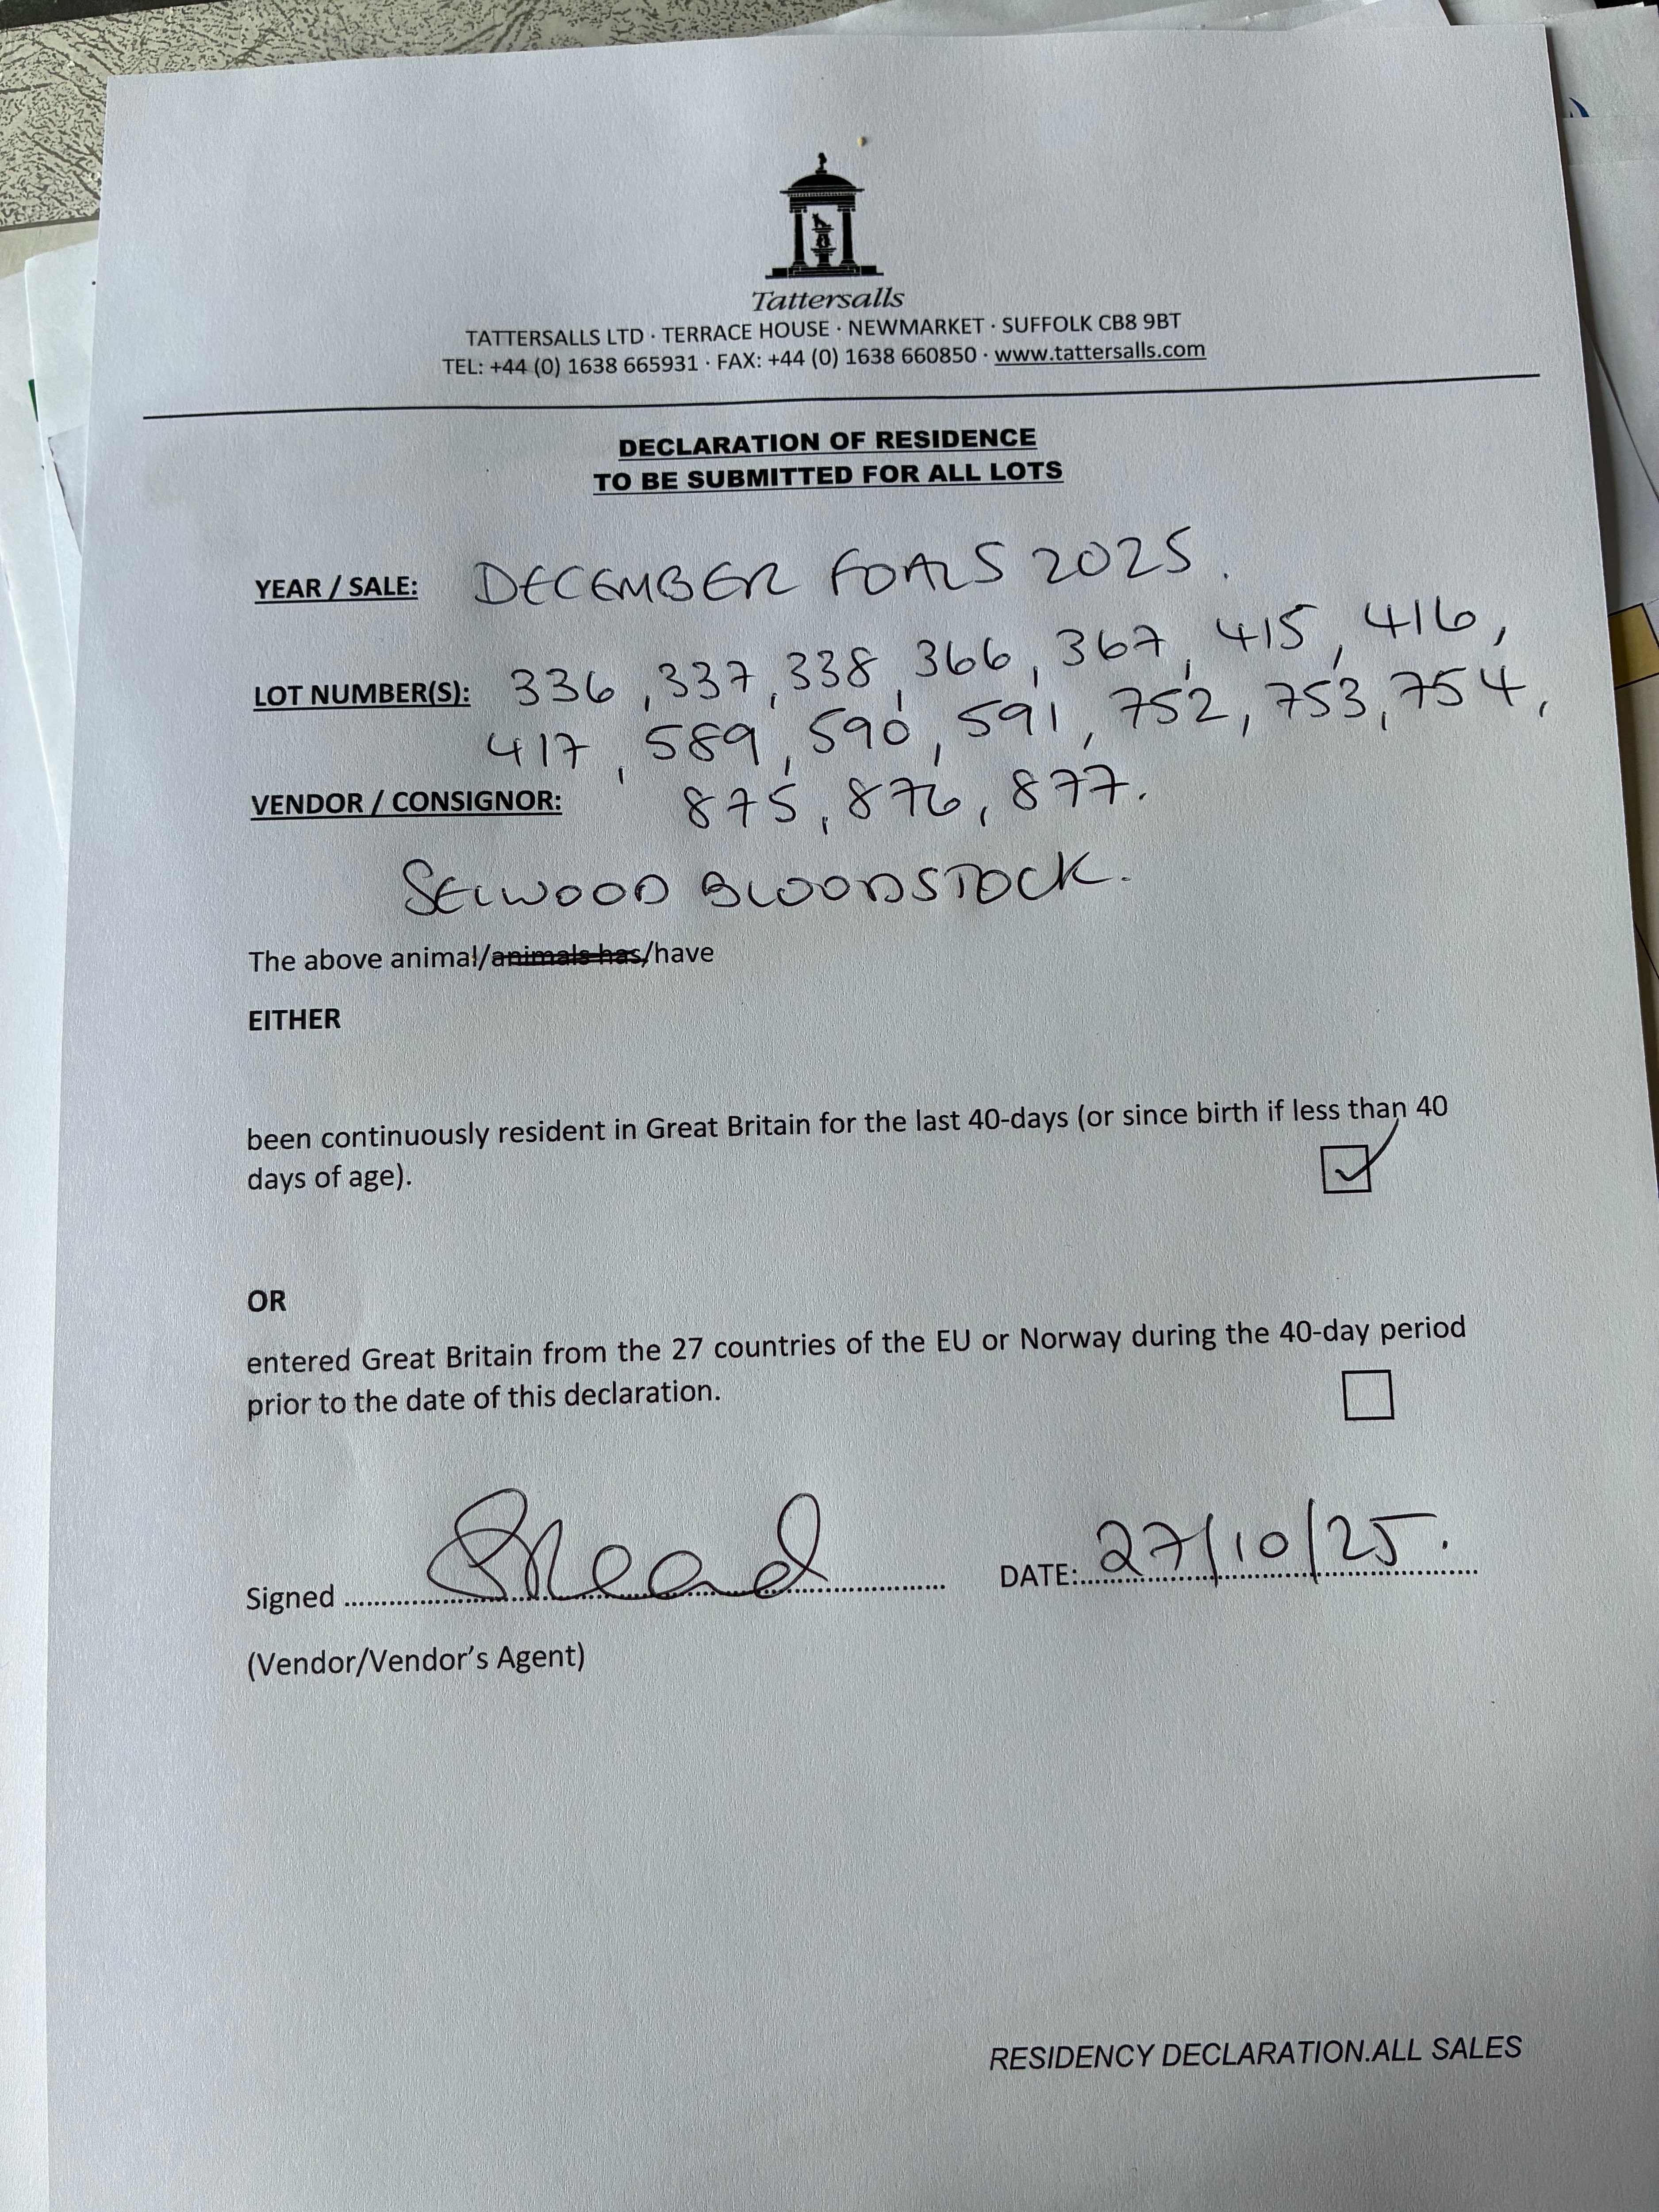 Tattersalls
TATTERSALLS LTD · TERRACE HOUSE · NEWMARKET · SUFFOLK CB8 9BT
TEL: +44 (0) 1638 665931 · FAX: +44 (0) 1638 660850 · www.tattersalls.com
DECLARATION OF RESIDENCE
TO BE SUBMITTED FOR ALL LOTS
YEAR / SALE: DECEMBER FOALS 2025.
LOT NUMBER(S): 336, 337, 338, 366, 367, 415, 416,
417, 589, 590, 591, 752, 753, 754,
VENDOR / CONSIGNOR: 875, 876, 877.
SELWOOD BLOODSTOCK.
The above animal/animals has/have
EITHER
been continuously resident in Great Britain for the last 40-days (or since birth if less than 40
days of age).
OR
entered Great Britain from the 27 countries of the EU or Norway during the 40-day period
prior to the date of this declaration.
Signed DATE: 27/10/25.
(Vendor/Vendor's Agent)
RESIDENCY DECLARATION.ALL SALES